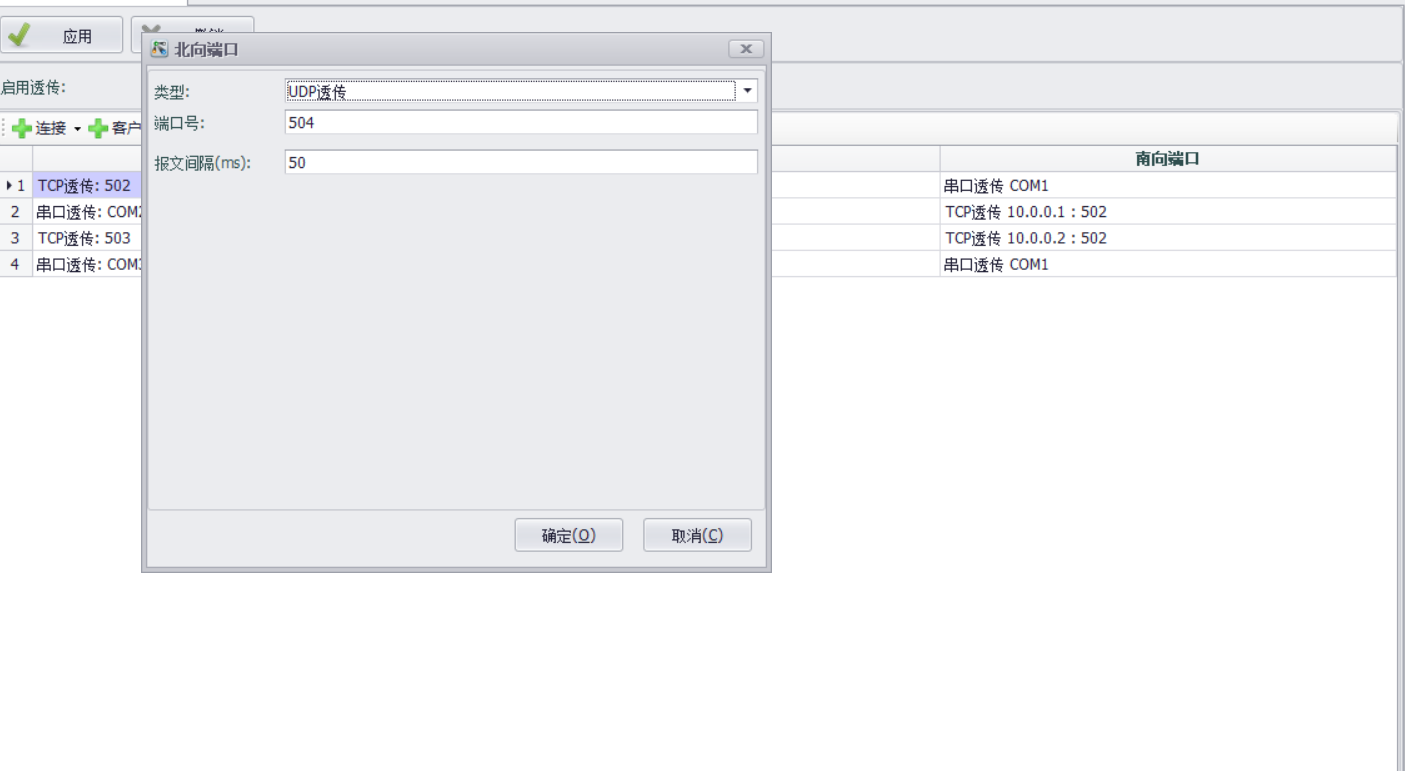 应用
北向端口
启用透传:
类型:
UDP透传
端口号:
504
连接
客户
报文间隔(ms):
50
南向端口
1 TCP透传: 502 串口透传 COM1
2 串口透传: COM TCP透传 10.0.0.1 : 502
3 TCP透传: 503 TCP透传 10.0.0.2 : 502
4 串口透传: COM 串口透传 COM1
确定(O)
取消(C)